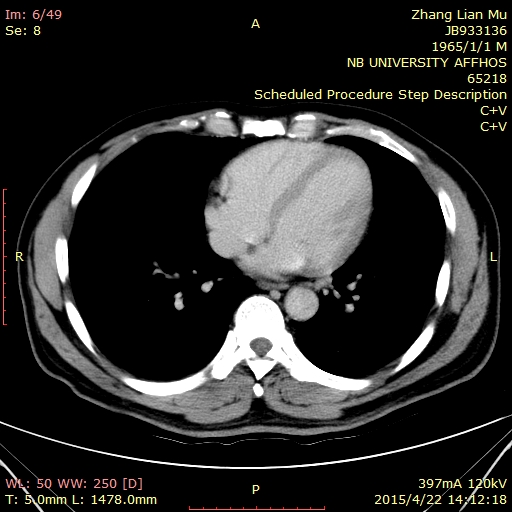 Im: 6/49
Se: 8
A
Zhang Lian Mu
JB933136
1965/1/1 M
NB UNIVERSITY AFFHOS
65218
Scheduled Procedure Step Description
C+V
C+V
R
L
WL: 50 WW: 250 [D]
T: 5.0mm L: 1478.0mm
P
397mA 120kV
2015/4/22 14:12:18